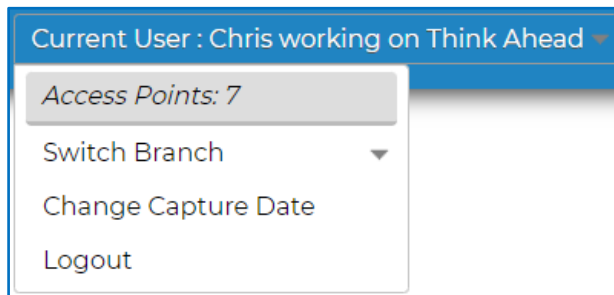 Current User : Chris working on Think Ahead
Access Points: 7
Switch Branch
Change Capture Date
Logout